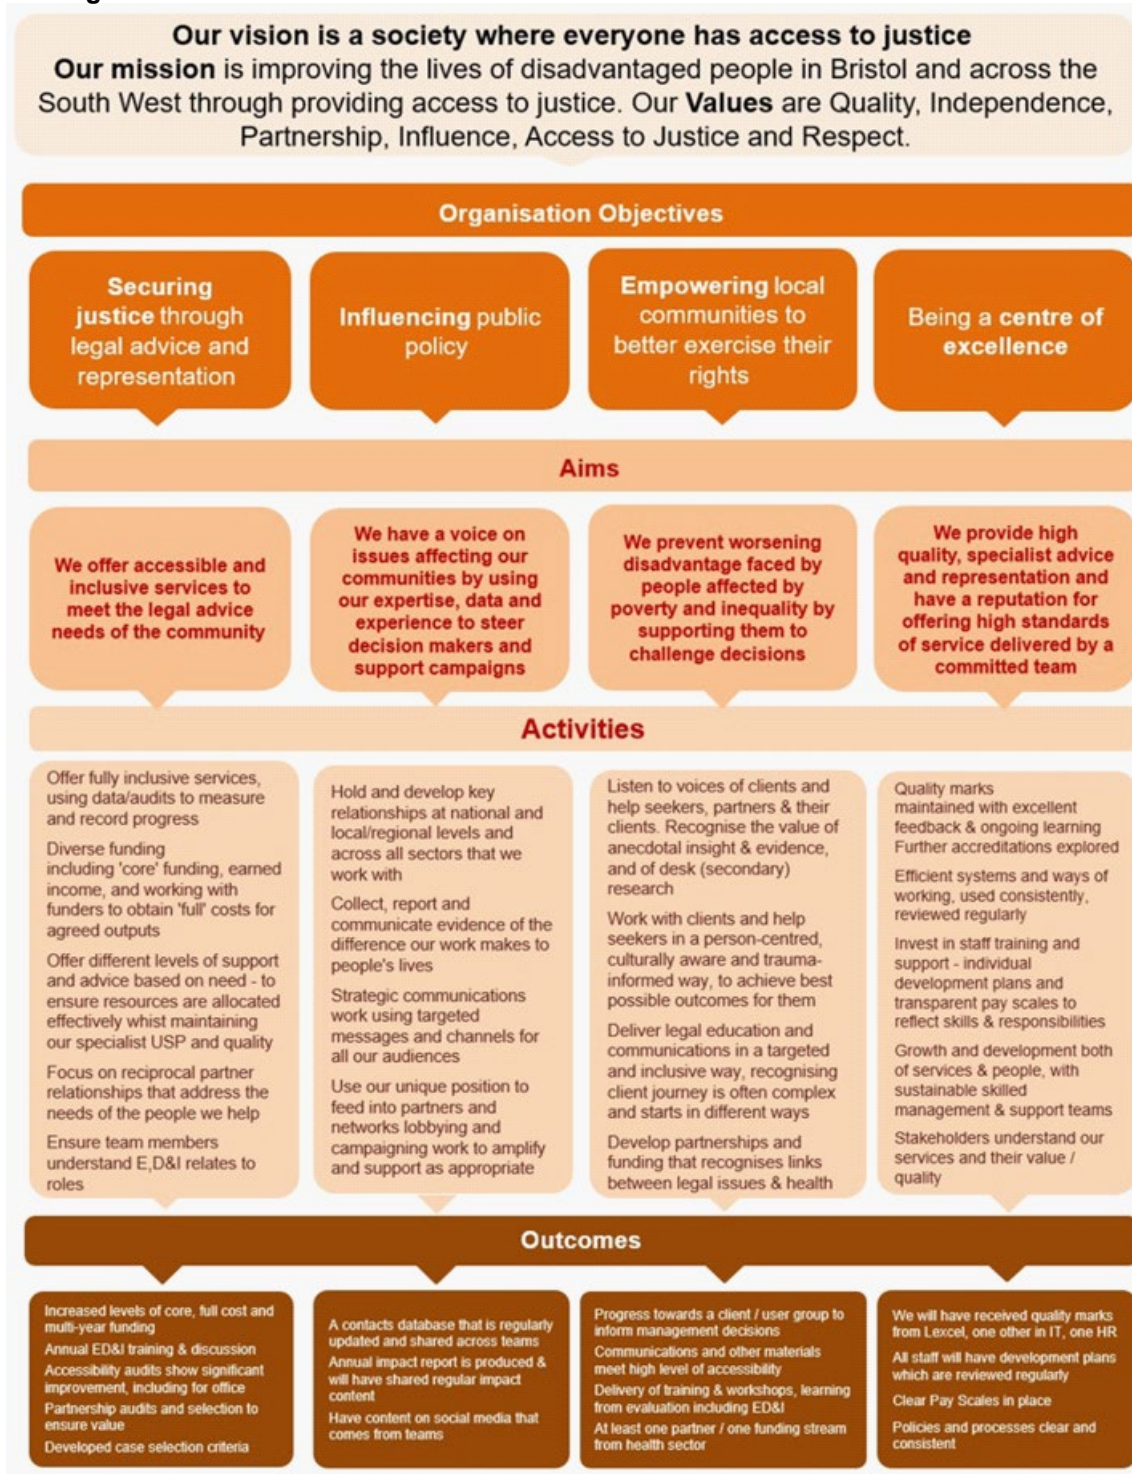 Our vision is a society where everyone has access to justice
Our mission is improving the lives of disadvantaged people in Bristol and across the
South West through providing access to justice. Our Values are Quality, Independence,
Partnership, Influence, Access to Justice and Respect.
Organisation Objectives
Securing
justice through
legal advice and
representation
Influencing public
policy
Empowering local
communities to
better exercise their
rights
Being a centre of
excellence
Aims
We offer accessible and
inclusive services to
meet the legal advice
needs of the community
We have a voice on
issues affecting our
communities by using
our expertise, data and
experience to steer
decision makers and
support campaigns
We prevent worsening
disadvantage faced by
people affected by
poverty and inequality by
supporting them to
challenge decisions
We provide high
quality, specialist advice
and representation and
have a reputation for
offering high standards
of service delivered by a
committed team
Activities
Offer fully inclusive services,
using data/audits to measure
and record progress
Diverse funding
including 'core' funding, earned
income, and working with
funders to obtain 'full' costs for
agreed outputs
Offer different levels of support
and advice based on need - to
ensure resources are allocated
effectively whist maintaining
our specialist USP and quality
Focus on reciprocal partner
relationships that address the
needs of the people we help
Ensure team members
understand E,D&I relates to
roles
Hold and develop key
relationships at national and
local/regional levels and
across all sectors that we
work with
Collect, report and
communicate evidence of the
difference our work makes to
people's lives
Strategic communications
work using targeted
messages and channels for
all our audiences
Use our unique position to
feed into partners and
networks lobbying and
campaigning work to amplify
and support as appropriate
Listen to voices of clients and
help seekers, partners & their
clients. Recognise the value of
anecdotal insight & evidence,
and of desk (secondary)
research
Work with clients and help
seekers in a person-centred,
culturally aware and trauma-
informed way, to achieve best
possible outcomes for them
Deliver legal education and
communications in a targeted
and inclusive way, recognising
client journey is often complex
and starts in different ways
Develop partnerships and
funding that recognises links
between legal issues & health
Quality marks
maintained with excellent
feedback & ongoing learning
Further accreditations explored
Efficient systems and ways of
working, used consistently,
reviewed regularly
Invest in staff training and
support - individual
development plans and
transparent pay scales to
reflect skills & responsibilities
Growth and development both
of services & people, with
sustainable skilled
management & support teams
Stakeholders understand our
services and their value /
quality
Outcomes
Increased levels of core, full cost and
multi-year funding
Annual ED&I training & discussion
Accessibility audits show significant
improvement, including for office
Partnership audits and selection to
ensure value
Developed case selection criteria
A contacts database that is regularly
updated and shared across teams
Annual impact report is produced &
will have shared regular impact
content
Have content on social media that
comes from teams
Progress towards a client / user group to
inform management decisions
Communications and other materials
meet high level of accessibility
Delivery of training & workshops, learning
from evaluation including ED&I
At least one partner / one funding stream
from health sector
We will have received quality marks
from Lexcel, one other in IT, one HR
All staff will have development plans
which are reviewed regularly
Clear Pay Scales in place
Policies and processes clear and
consistent